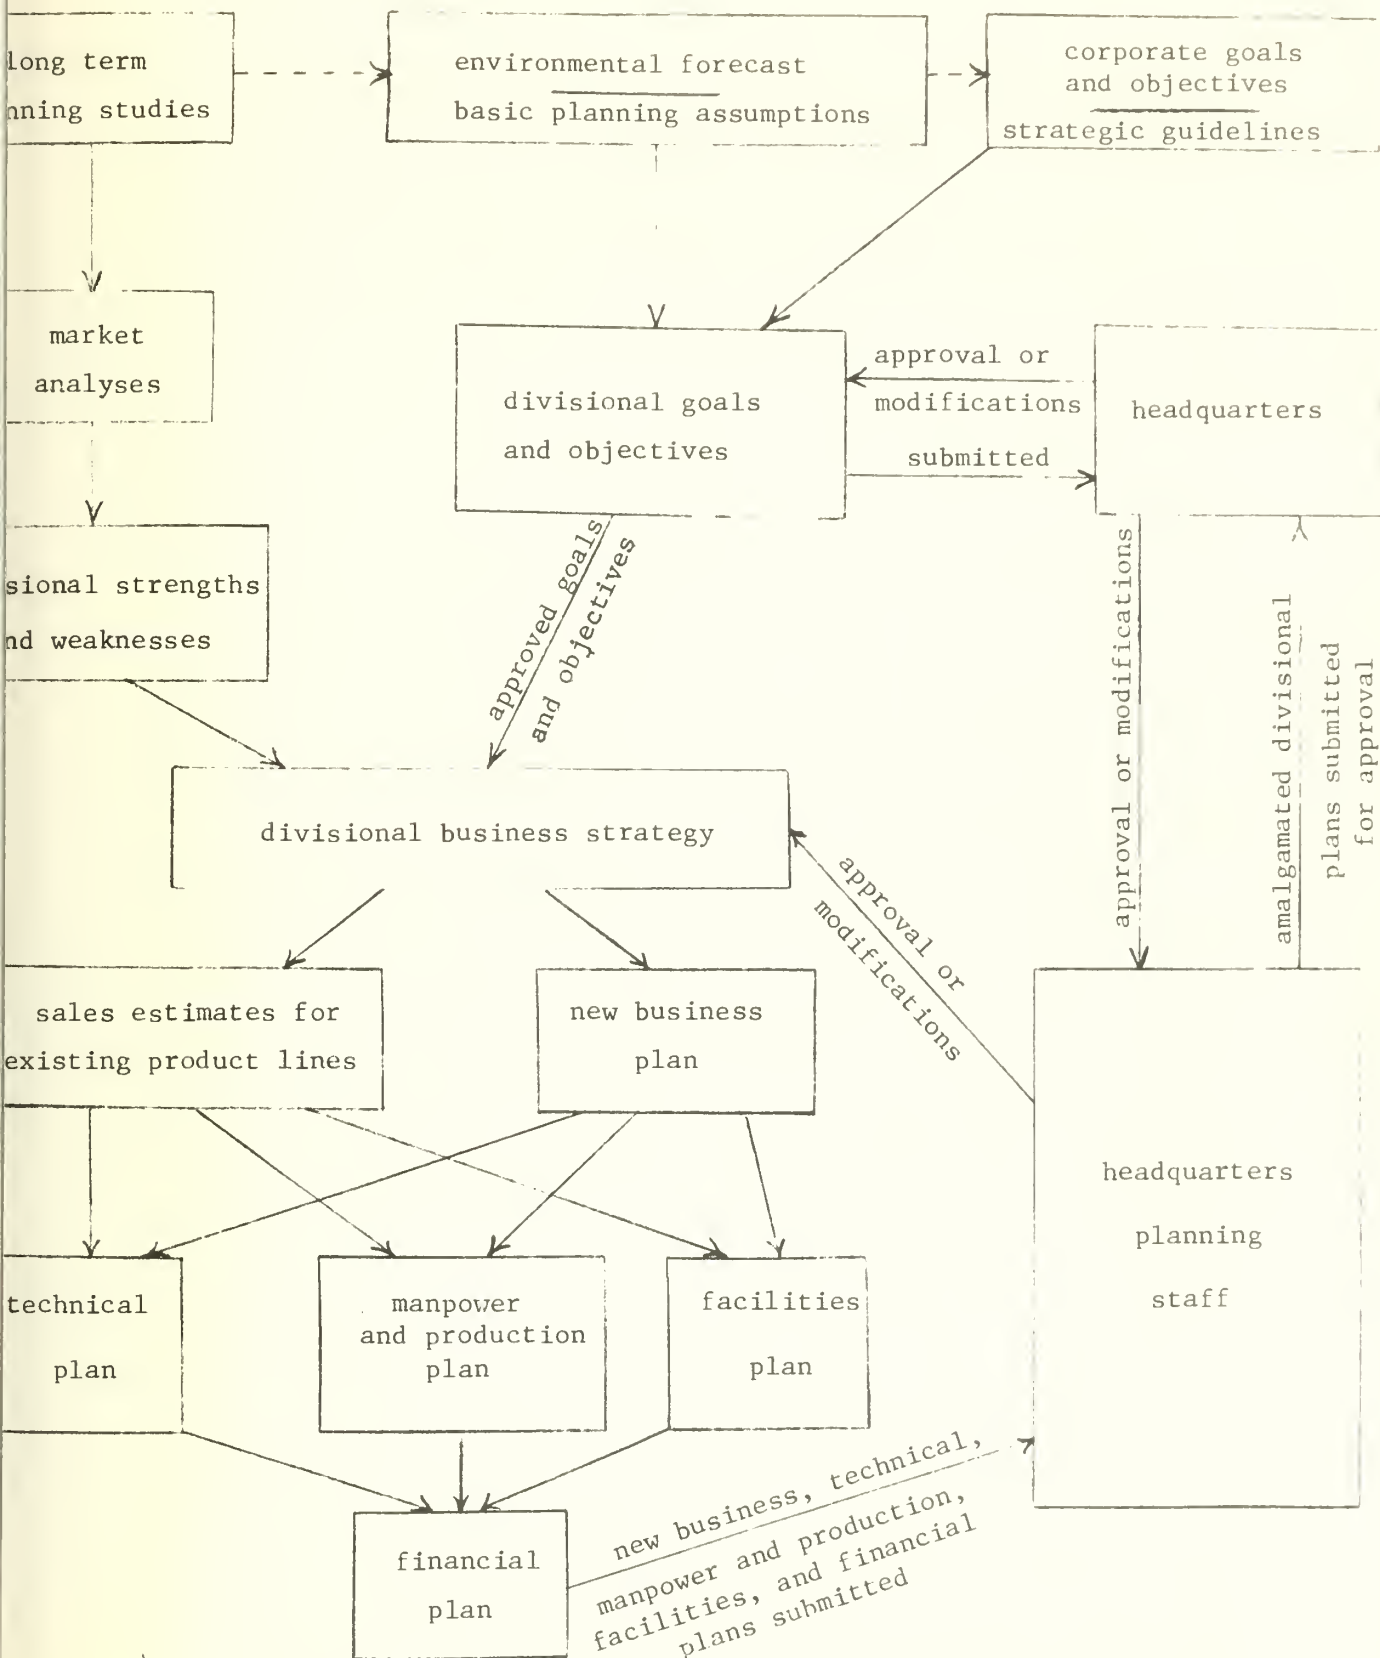 long term
nning studies
environmental forecast
basic planning assumptions
corporate goals
and objectives
strategic guidelines
market
analyses
divisional goals
and objectives
approval or
modifications
submitted
headquarters
sional strengths
nd weaknesses
approved goals
and objectives
approval or modifications
amalgamated divisional
plans submitted
for approval
divisional business strategy
approval or
modifications
sales estimates for
existing product lines
new business
plan
headquarters
planning
staff
technical
plan
manpower
and production
plan
facilities
plan
financial
plan
new business, technical,
manpower and production,
facilities, and financial
plans submitted